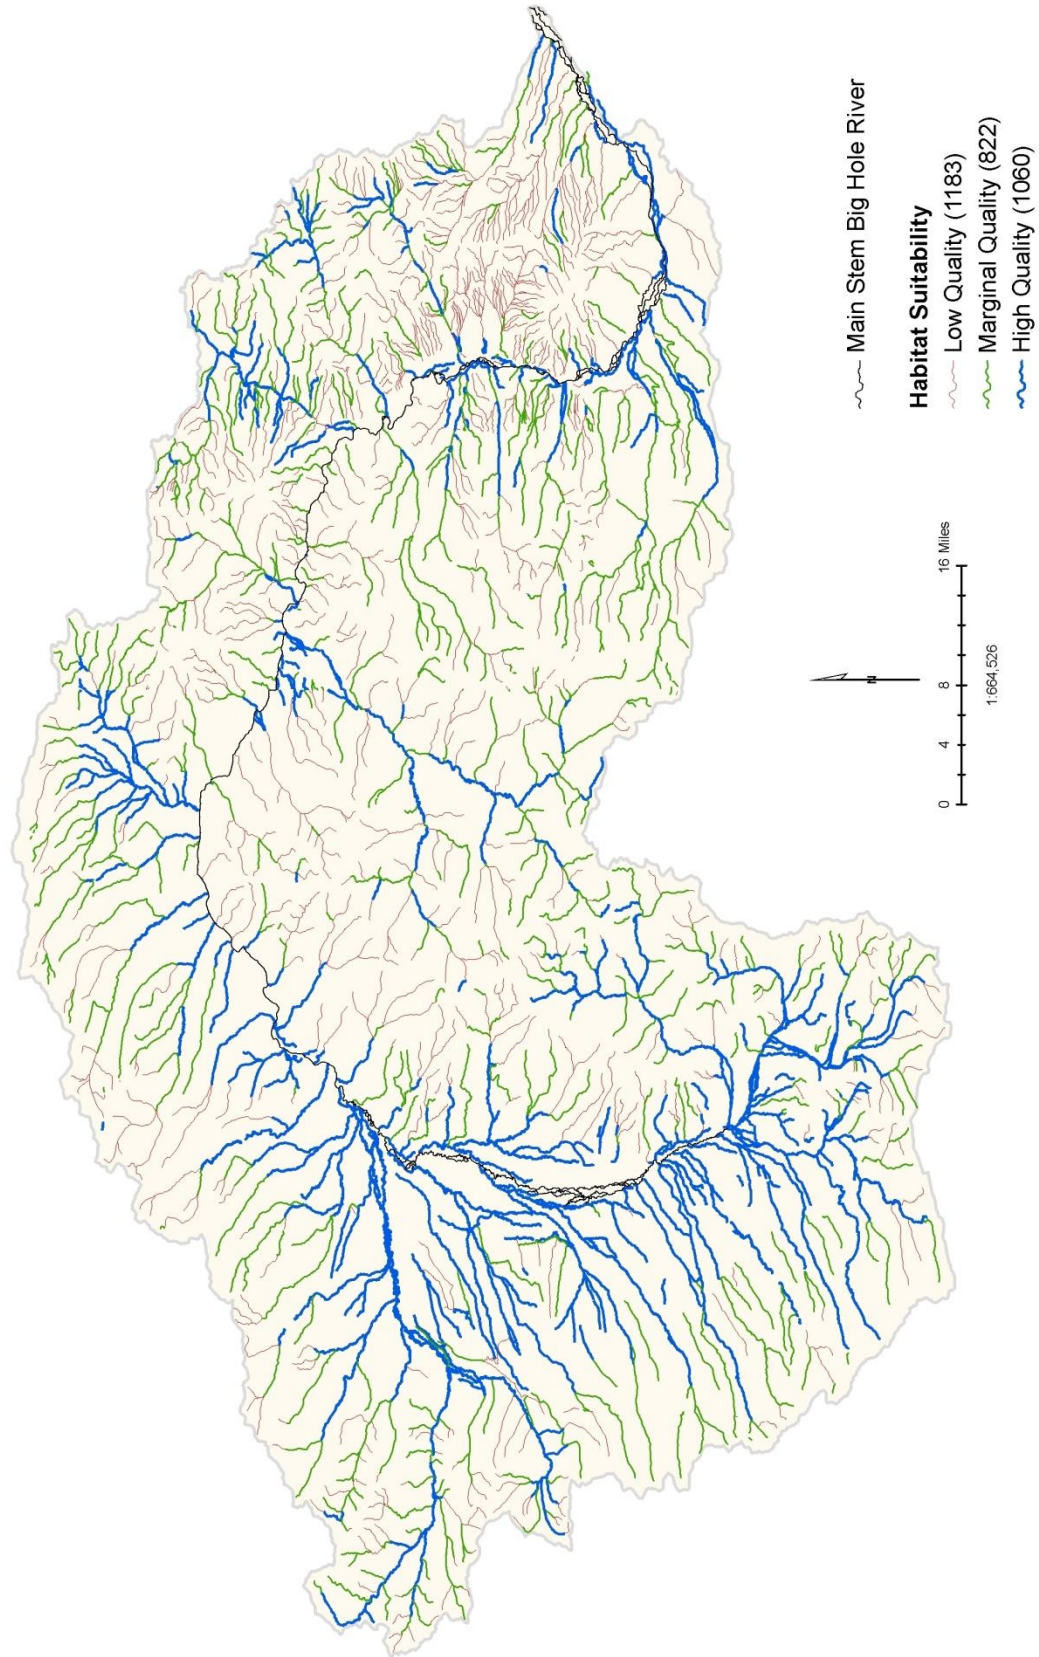 Main Stem Big Hole River
Habitat Suitability
Low Quality (1183)
Marginal Quality (822)
High Quality (1060)
N
0 4 8 16 Miles
1:664,526